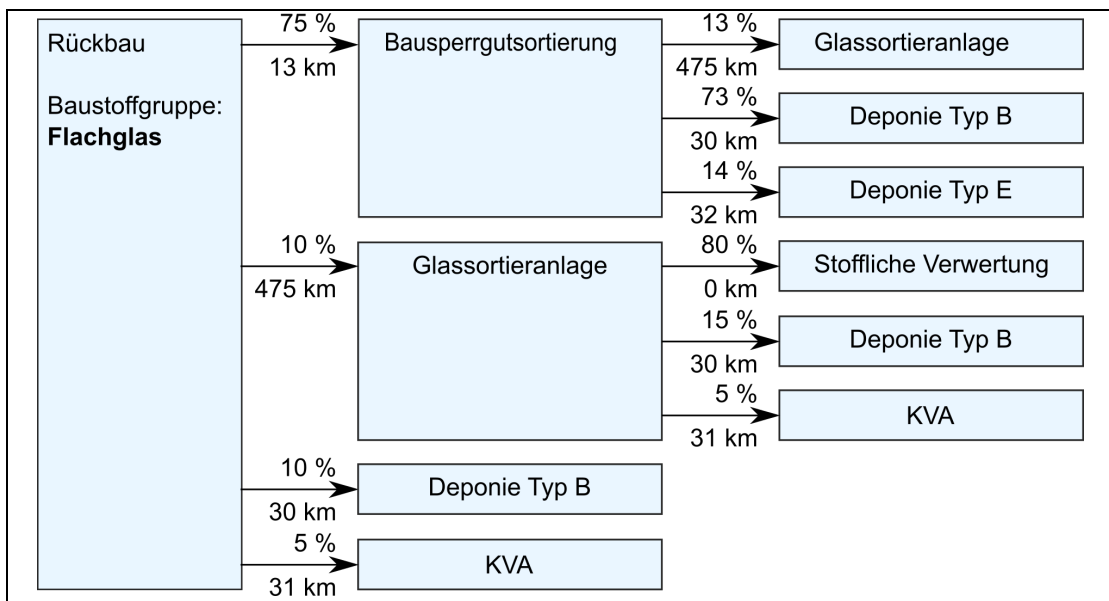 Rückbau
Baustoffgruppe:
Flachglas
75 %
13 km
Bausperrgutsortierung
13 %
475 km
Glassortieranlage
73 %
30 km
Deponie Typ B
14 %
32 km
Deponie Typ E
10 %
475 km
Glassortieranlage
80 %
0 km
Stoffliche Verwertung
15 %
30 km
Deponie Typ B
5 %
31 km
KVA
10 %
30 km
Deponie Typ B
5 %
31 km
KVA